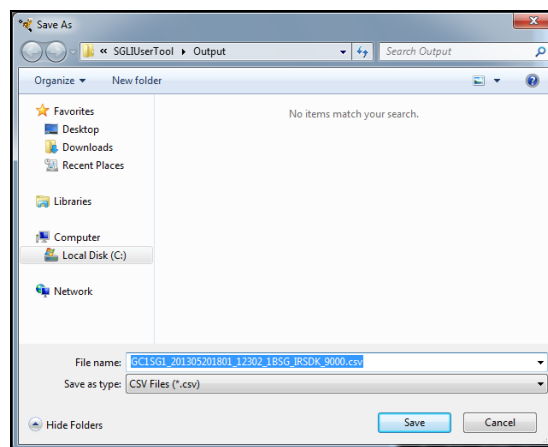 Save As
« SGLIUserTool ▸ Output
Search Output
Organize
New folder
Favorites
Desktop
Downloads
Recent Places
Libraries
Computer
Local Disk (C:)
Network
No items match your search.
File name: GC1SG1_201305201801_12302_1BSG_IRSDK_9000.csv
Save as type: CSV Files (*.csv)
Hide Folders
Save
Cancel